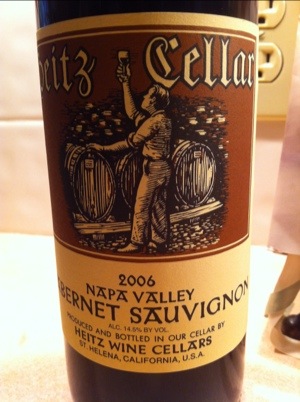 eitz Cellar
2006
NAPA VALLEY
BERNET SAUVIGNON
ALC. 14.5% BY VOL.
PRODUCED AND BOTTLED IN OUR CELLAR BY
HEITZ WINE CELLARS
ST. HELENA, CALIFORNIA, U.S.A.